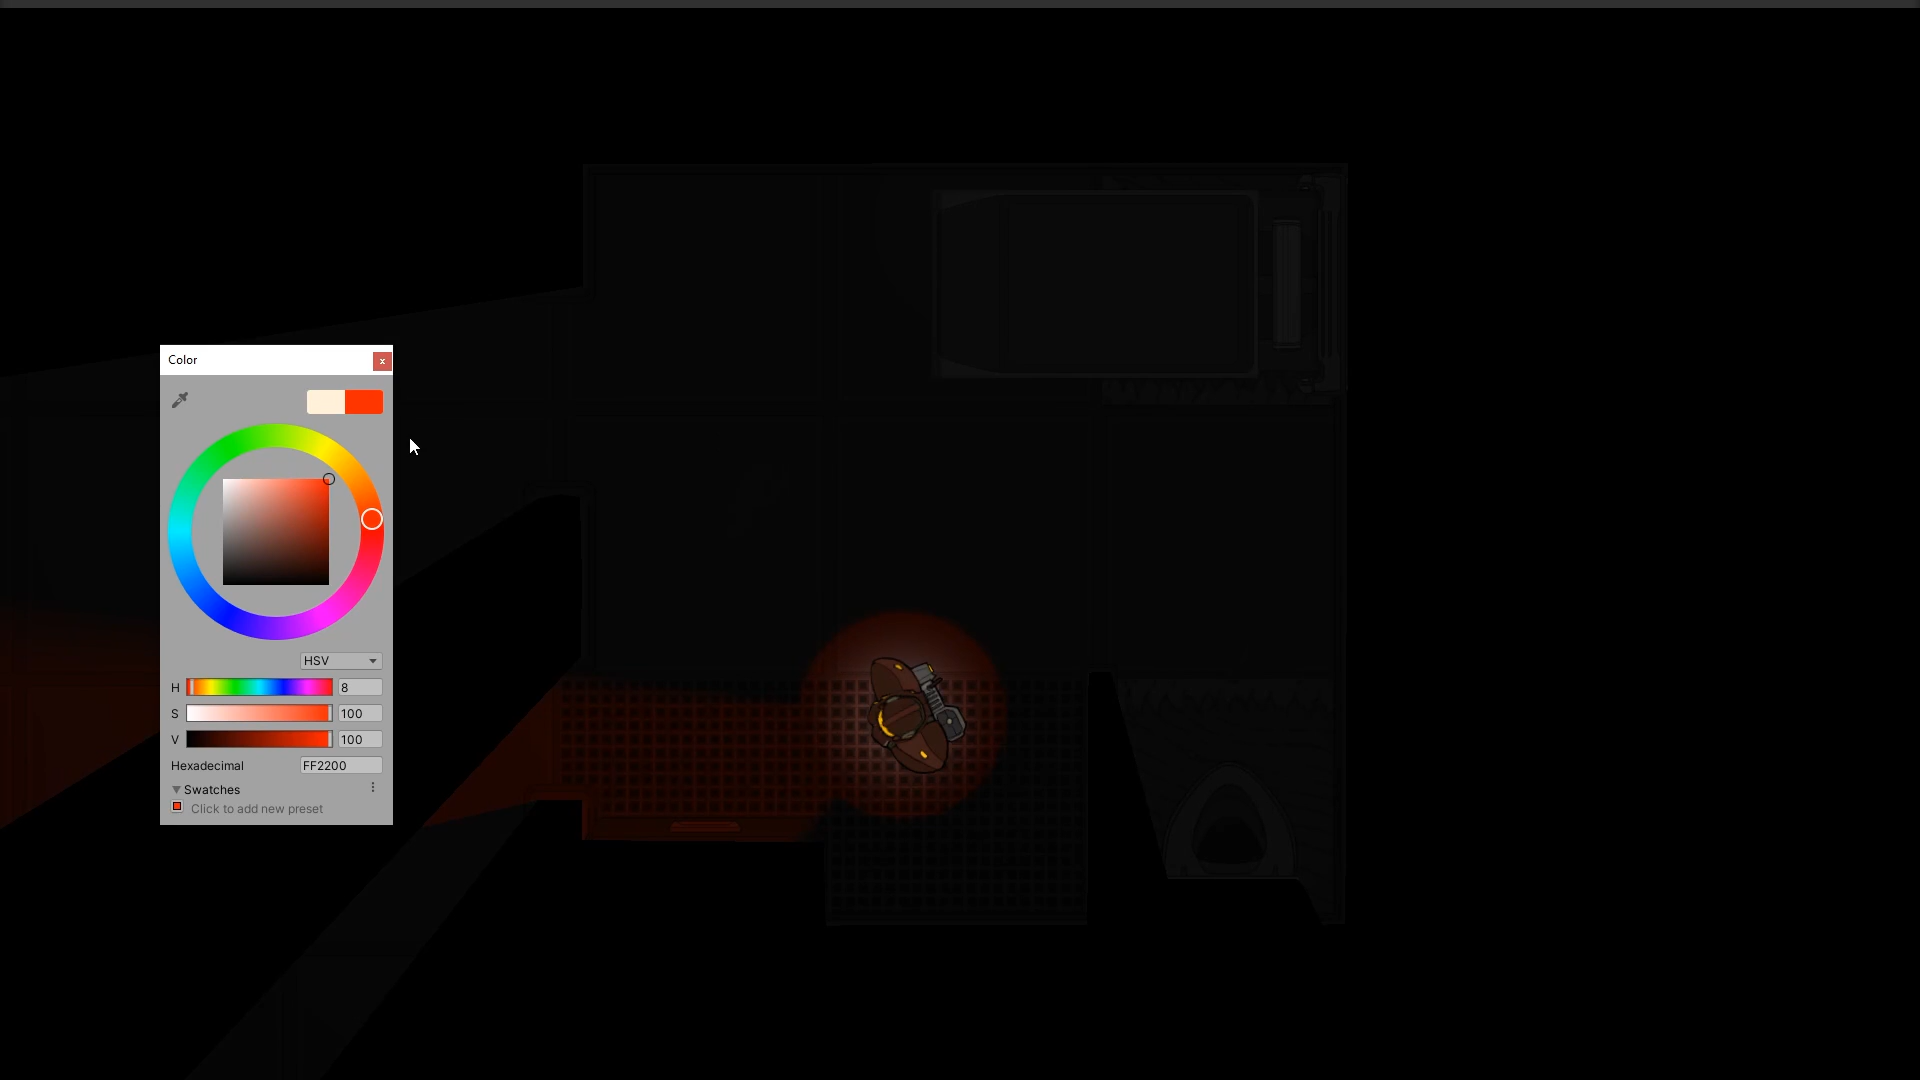 Color
x
HSV
H 8
S 100
V 100
Hexadecimal FF2200
Swatches
Click to add new preset